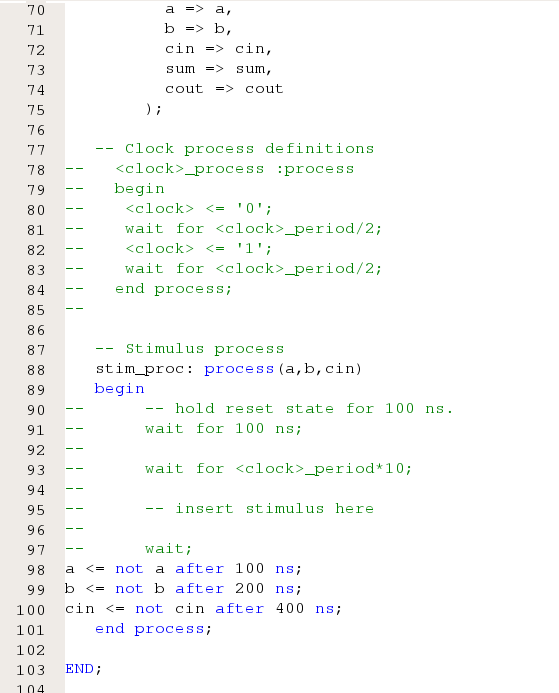 70 a => a,
71 b => b,
72 cin => cin,
73 sum => sum,
74 cout => cout
75 );
76
77 -- Clock process definitions
78 -- <clock>_process :process
79 -- begin
80 -- <clock> <= '0';
81 -- wait for <clock>_period/2;
82 -- <clock> <= '1';
83 -- wait for <clock>_period/2;
84 -- end process;
85 --
86
87 -- Stimulus process
88 stim_proc: process(a,b,cin)
89 begin
90 -- -- hold reset state for 100 ns.
91 -- wait for 100 ns;
92 --
93 -- wait for <clock>_period*10;
94 --
95 -- -- insert stimulus here
96 --
97 -- wait;
98 a <= not a after 100 ns;
99 b <= not b after 200 ns;
100 cin <= not cin after 400 ns;
101 end process;
102
103 END;
104